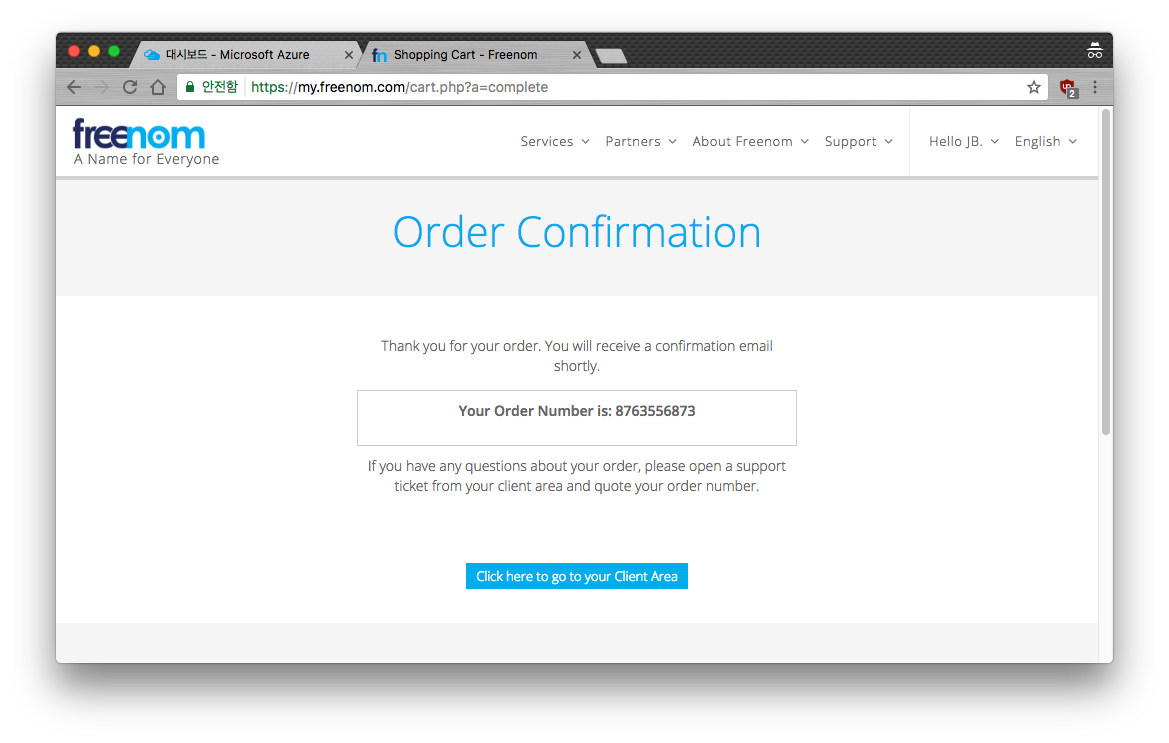 대시보드 - Microsoft Azure
Shopping Cart - Freenom
안전함 https://my.freenom.com/cart.php?a=complete
2
freenom
A Name for Everyone
Services Partners About Freenom Support Hello JB. English
Order Confirmation
Thank you for your order. You will receive a confirmation email
shortly.
Your Order Number is: 8763556873
If you have any questions about your order, please open a support
ticket from your client area and quote your order number.
Click here to go to your Client Area